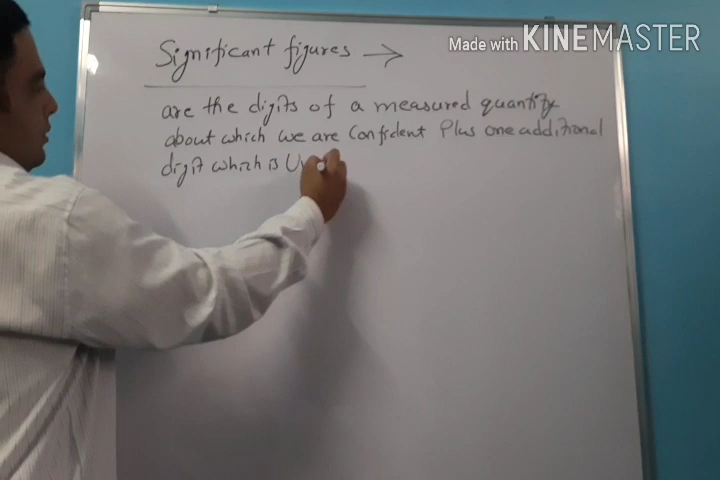 Made with KINEMASTER
Significant figures →
are the digits of a measured quantity
about which we are Confident Plus one additional
digit which is